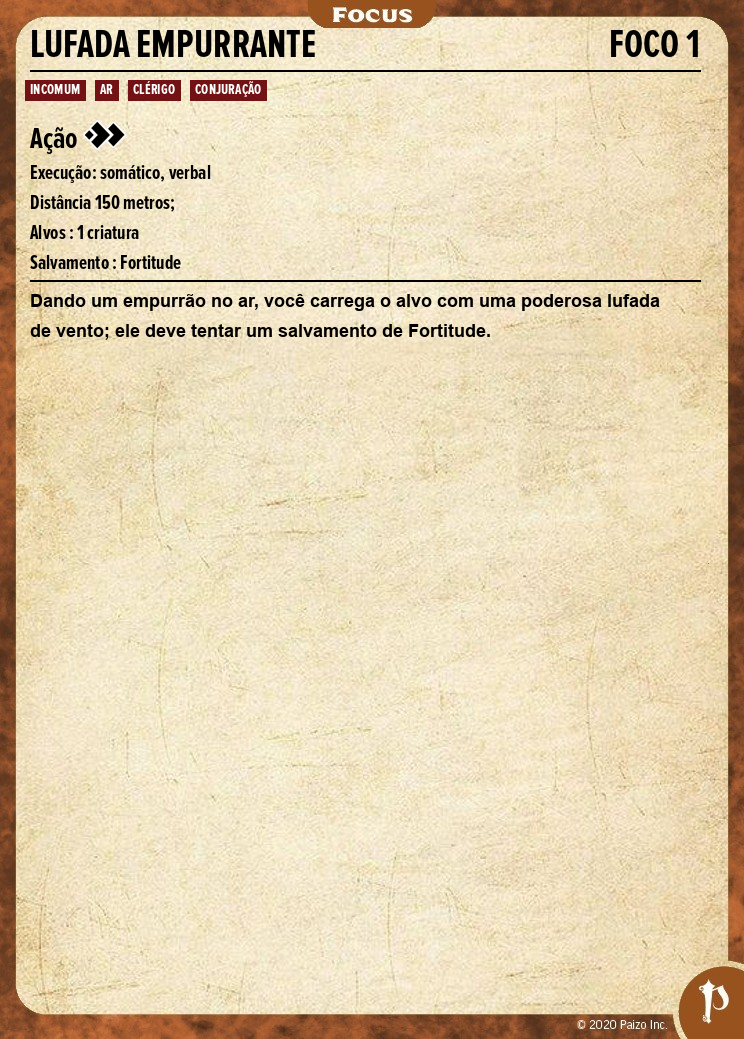 Focus
LUFADA EMPURRANTE FOCO 1
INCOMUM AR CLÉRIGO CONJURAÇÃO
Ação
Execução: somático, verbal
Distância 150 metros;
Alvos : 1 criatura
Salvamento : Fortitude
Dando um empurrão no ar, você carrega o alvo com uma poderosa lufada
de vento; ele deve tentar um salvamento de Fortitude.
© 2020 Paizo Inc.
P